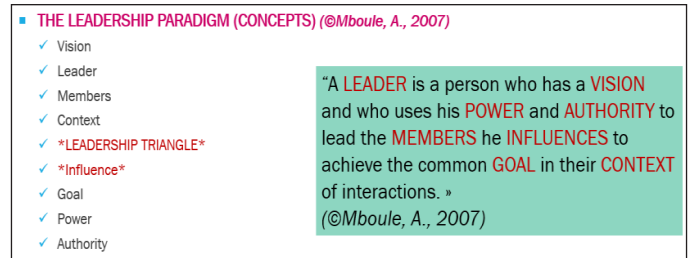 THE LEADERSHIP PARADIGM (CONCEPTS) (©Mboule, A., 2007)
✓ Vision
✓ Leader
✓ Members
✓ Context
✓ *LEADERSHIP TRIANGLE*
✓ *Influence*
✓ Goal
✓ Power
✓ Authority
“A LEADER is a person who has a VISION
and who uses his POWER and AUTHORITY to
lead the MEMBERS he INFLUENCES to
achieve the common GOAL in their CONTEXT
of interactions. »
(©Mboule, A., 2007)